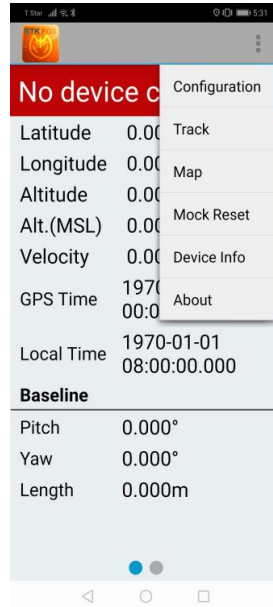 T Star 5:31
RTK FOX
No device c
Configuration
Track
Map
Mock Reset
Device Info
About
Latitude 0.00
Longitude 0.00
Altitude 0.00
Alt.(MSL) 0.00
Velocity 0.00
GPS Time 1970
00:0
Local Time 1970-01-01
08:00:00.000
Baseline
Pitch 0.000°
Yaw 0.000°
Length 0.000m